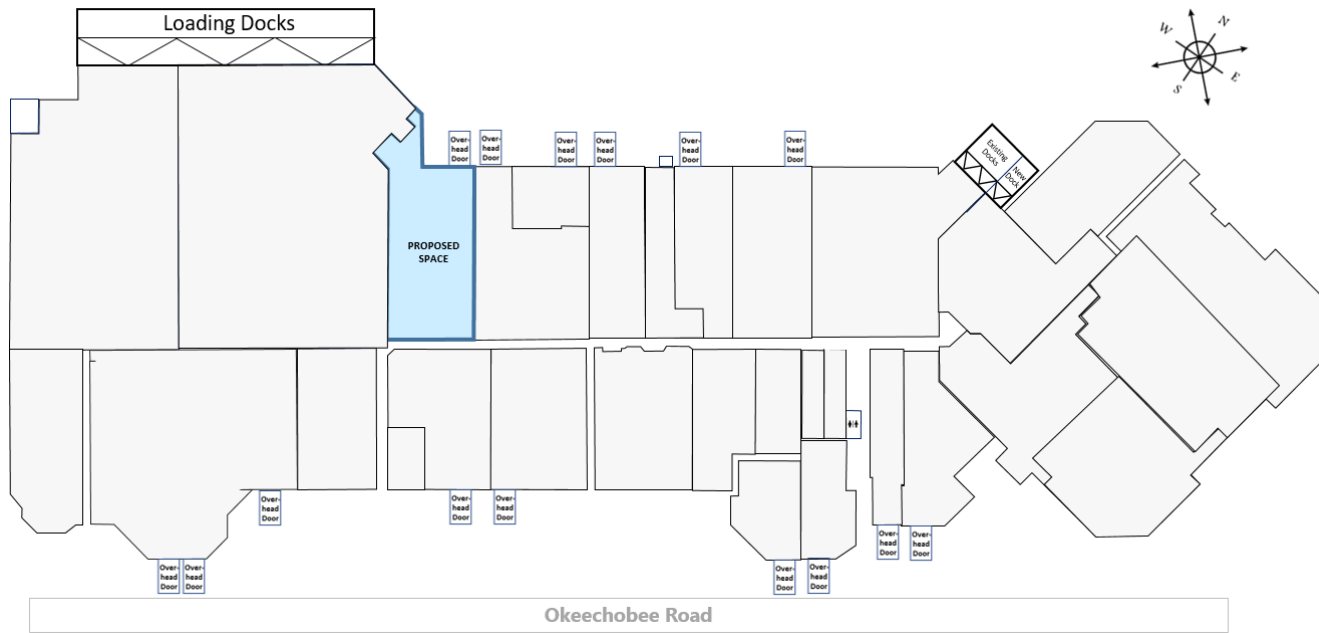 Loading Docks
N
W
E
S
Over-
head
Door
Over-
head
Door
Over-
head
Door
Over-
head
Door
Over-
head
Door
Over-
head
Door
Existing
Docks
New
Dock
PROPOSED
SPACE
Over-
head
Door
Over-
head
Door
Over-
head
Door
Over-
head
Door
Over-
head
Door
Over-
head
Door
Over-
head
Door
Over-
head
Door
Over-
head
Door
Okeechobee Road